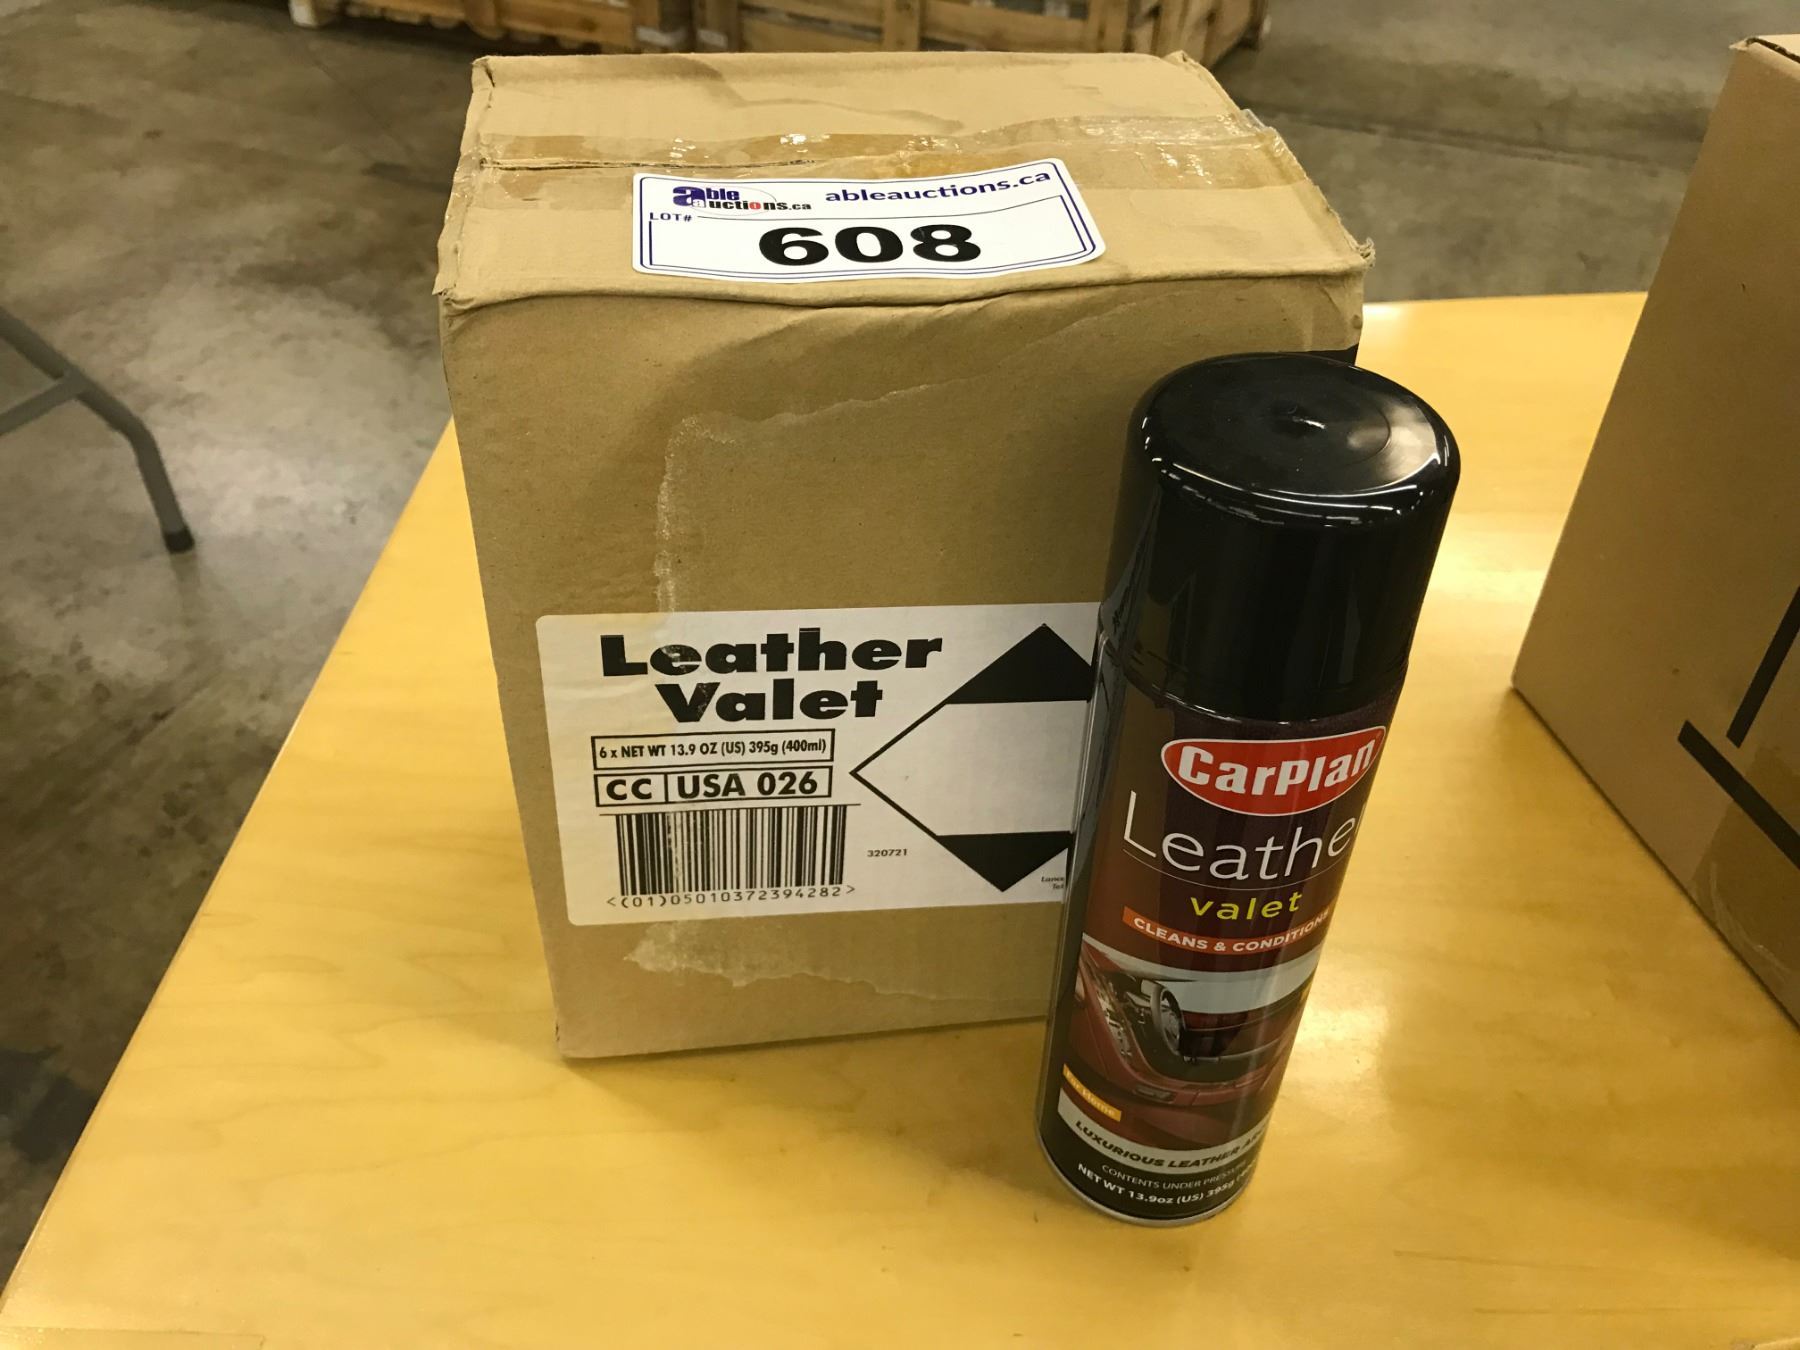 able auctions.ca ableauctions.ca
LOT#
608
Leather
Valet
6 x NET WT 13.9 OZ (US) 395g (400ml)
CC USA 026
320721
<(01)05010372394282>
CarPlan
Leather
valet
CLEANS & CONDITIONS
For Home
LUXURIOUS LEATHER
CONTENTS UNDER
NET WT 13.9oz (US) 395g